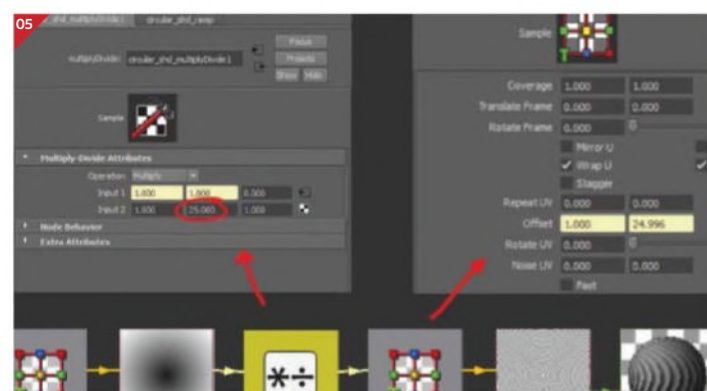 05
circular_shd_ramp
Focus
Presets
Show Hide
multiplyDivide: circular_shd_multiplyDivide1
Sample
Multiply-Divide Attributes
Operation Multiply
Input 1 1.000 1.000 0.000
Input 2 1.000 25.000 1.000
Node Behavior
Extra Attributes
Sample
Coverage 1.000 1.000
Translate Frame 0.000 0.000
Rotate Frame 0.000
Mirror U
Wrap U
Stagger
Repeat UV 0.000 0.000
Offset 1.000 24.996
Rotate UV 0.000
Noise UV 0.000 0.000
Fast